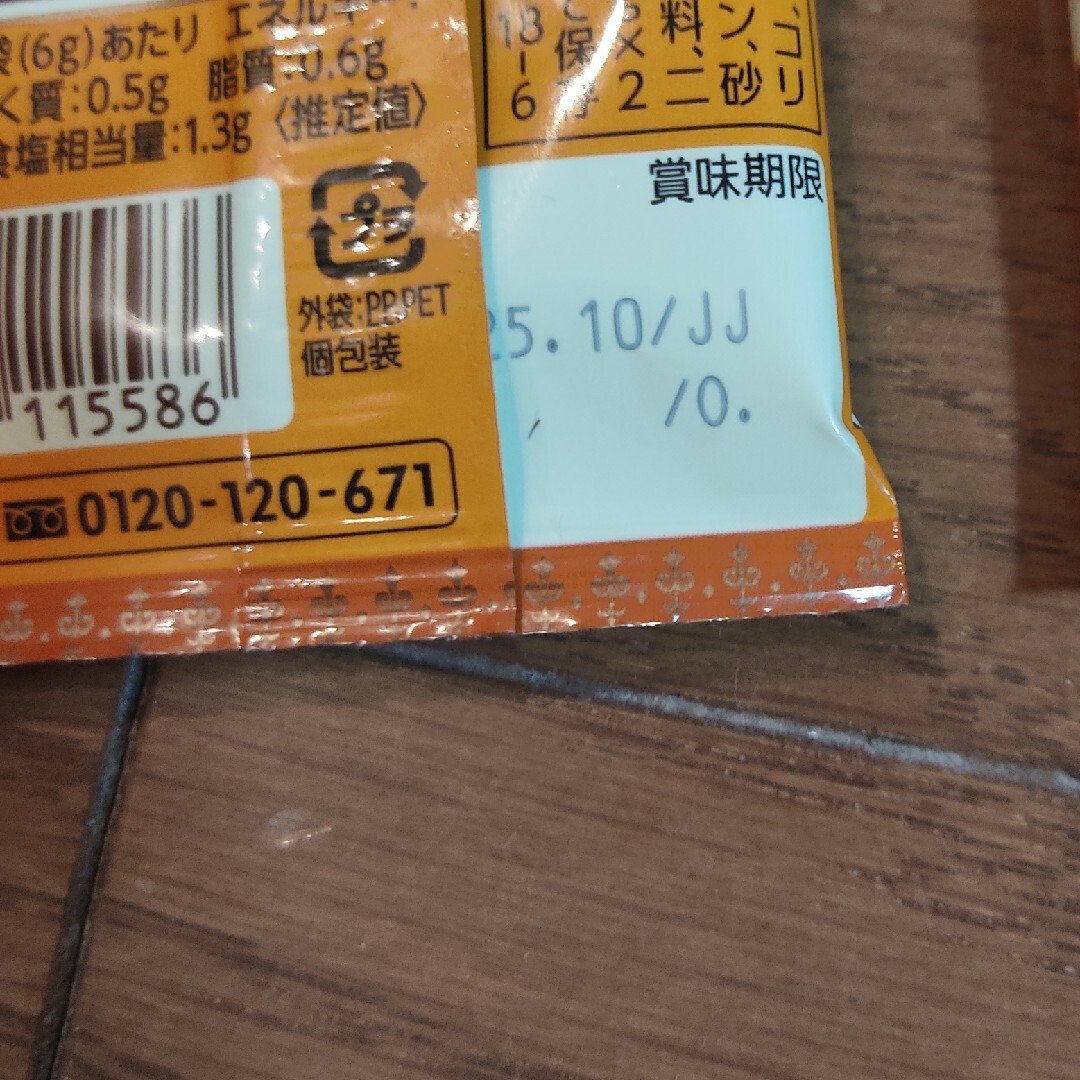 袋(6g)あたり エネルギー:
く質:0.5g 脂質:0.6g
食塩相当量:1.3g 〈推定値〉
プラ
外袋:PP,PET
個包装
115586
0120-120-671
、ゴリ
ン、砂
料、二
×2
保存
18-6
賞味期限
25.10/JJ
/0.